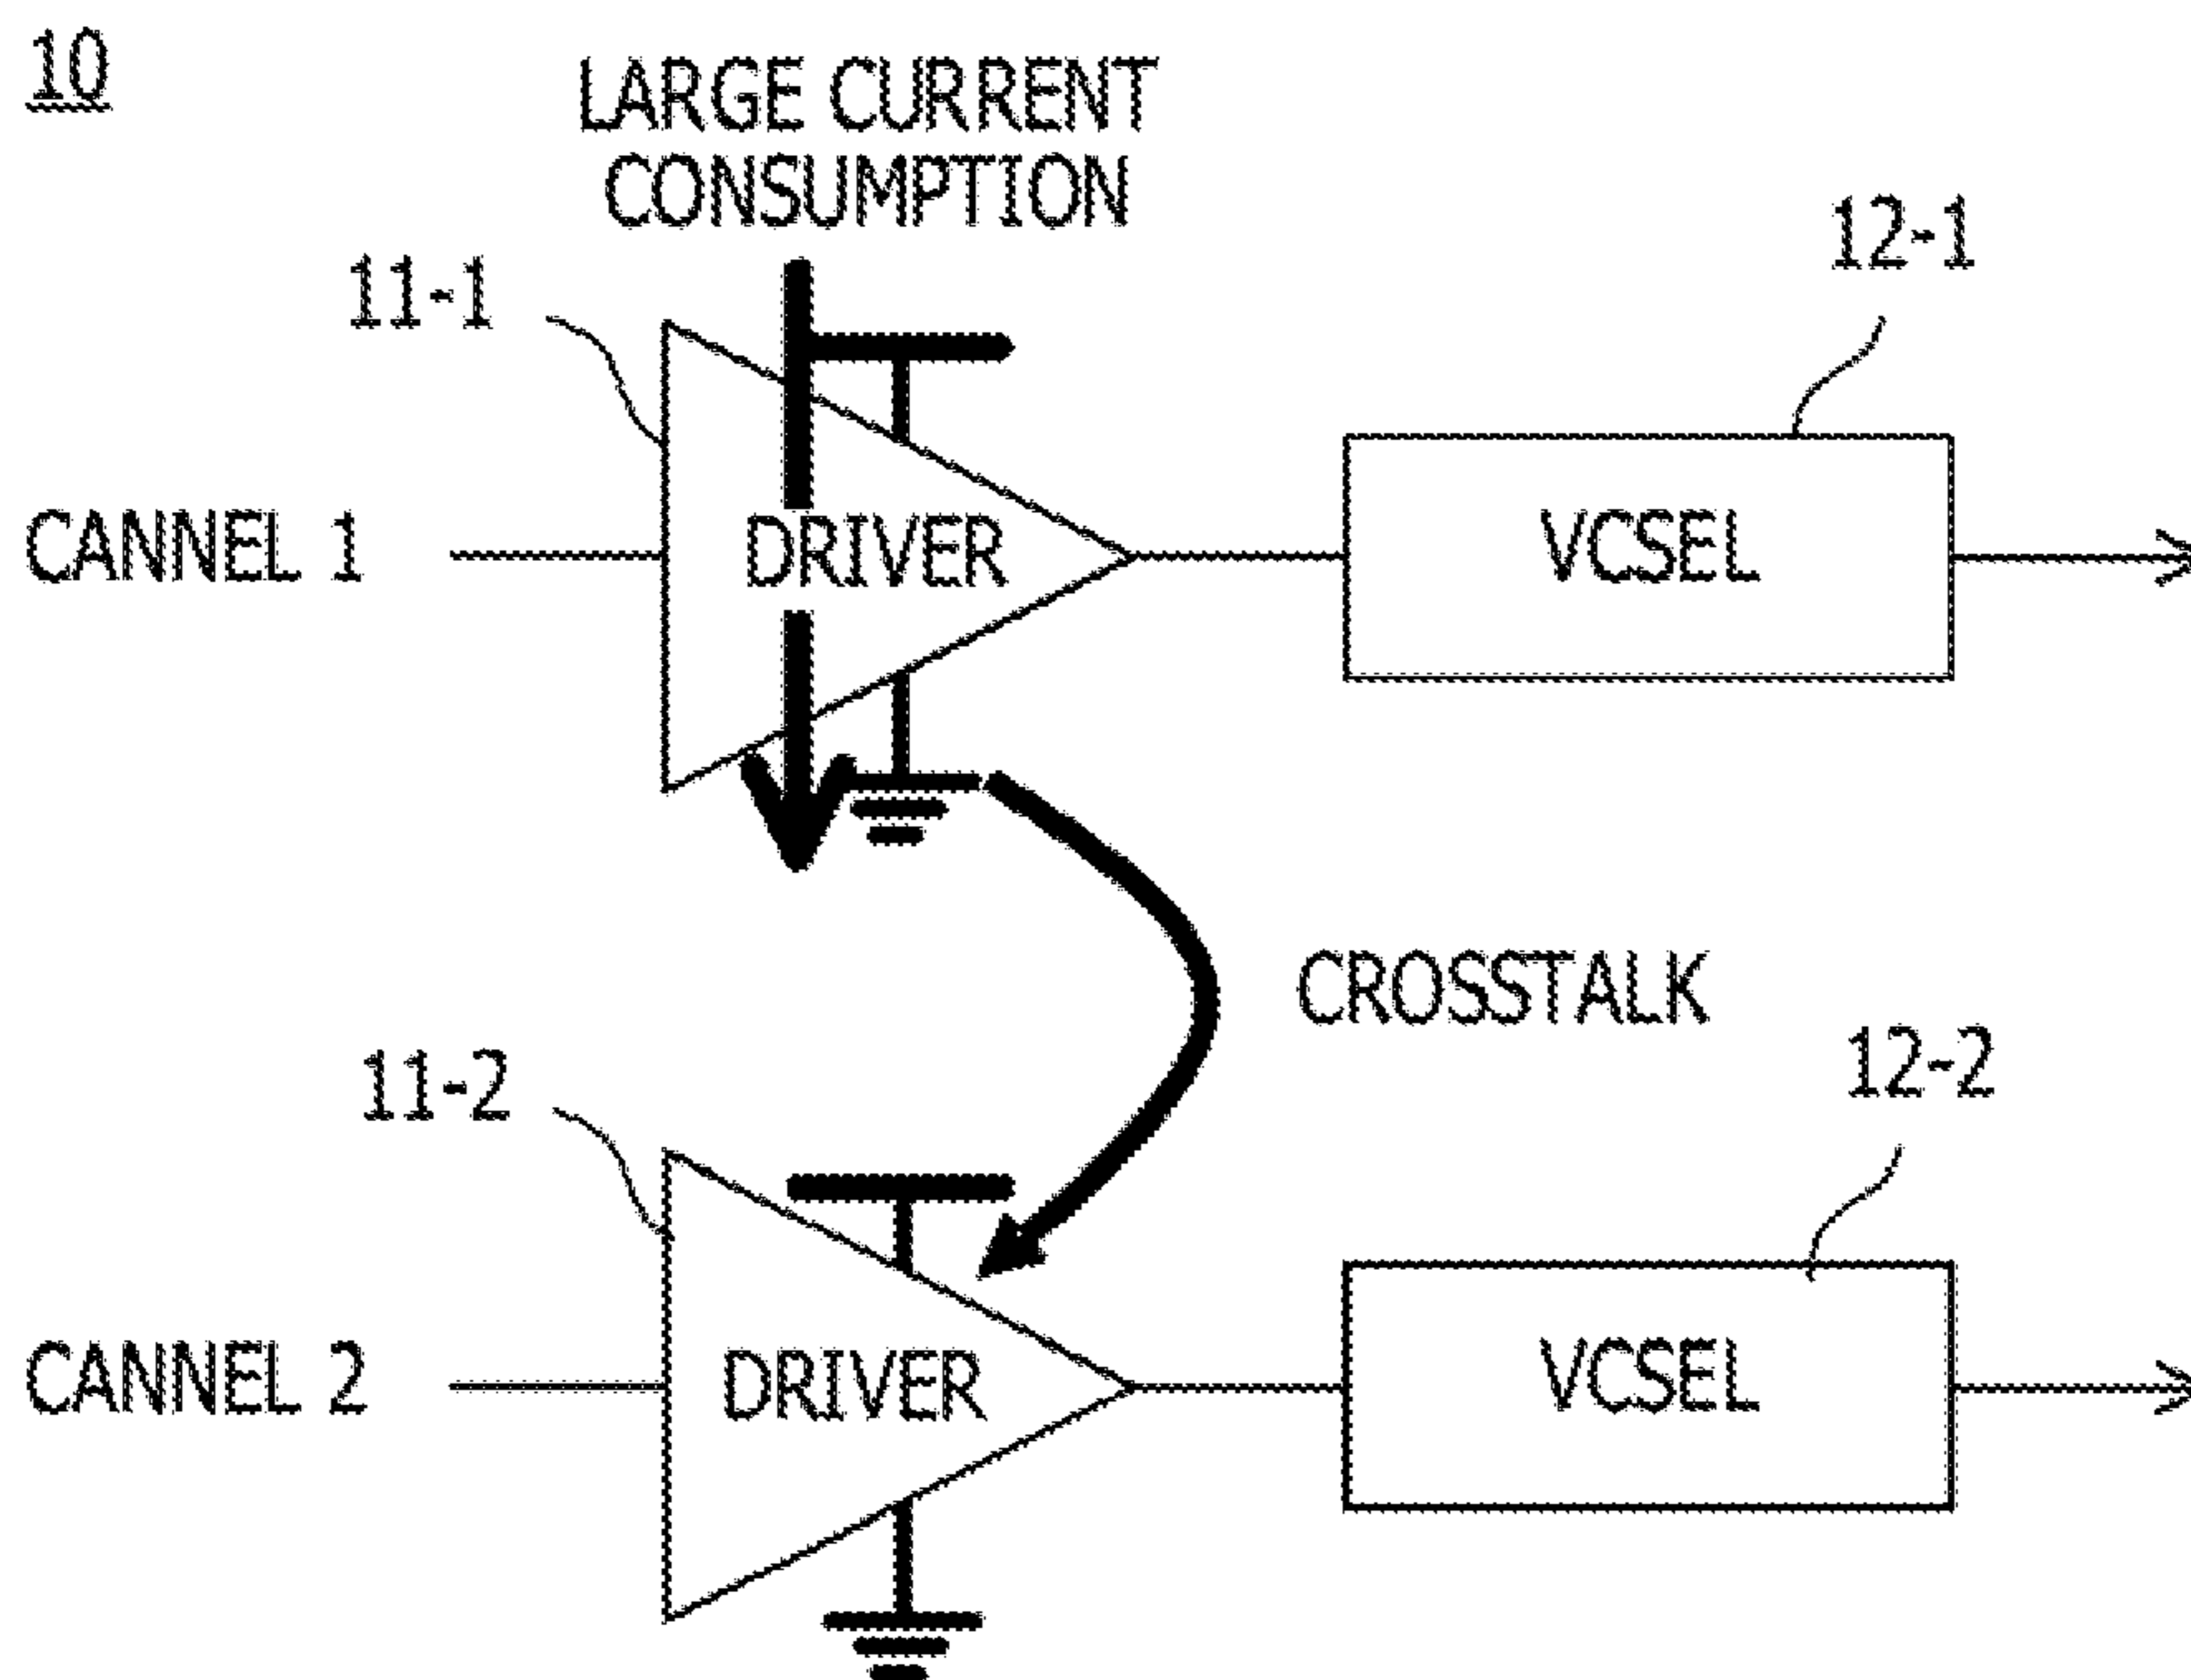 10
LARGE CURRENT
CONSUMPTION
11-1
12-1
CANNEL 1
DRIVER
VCSEL
CROSSTALK
11-2
12-2
CANNEL 2
DRIVER
VCSEL